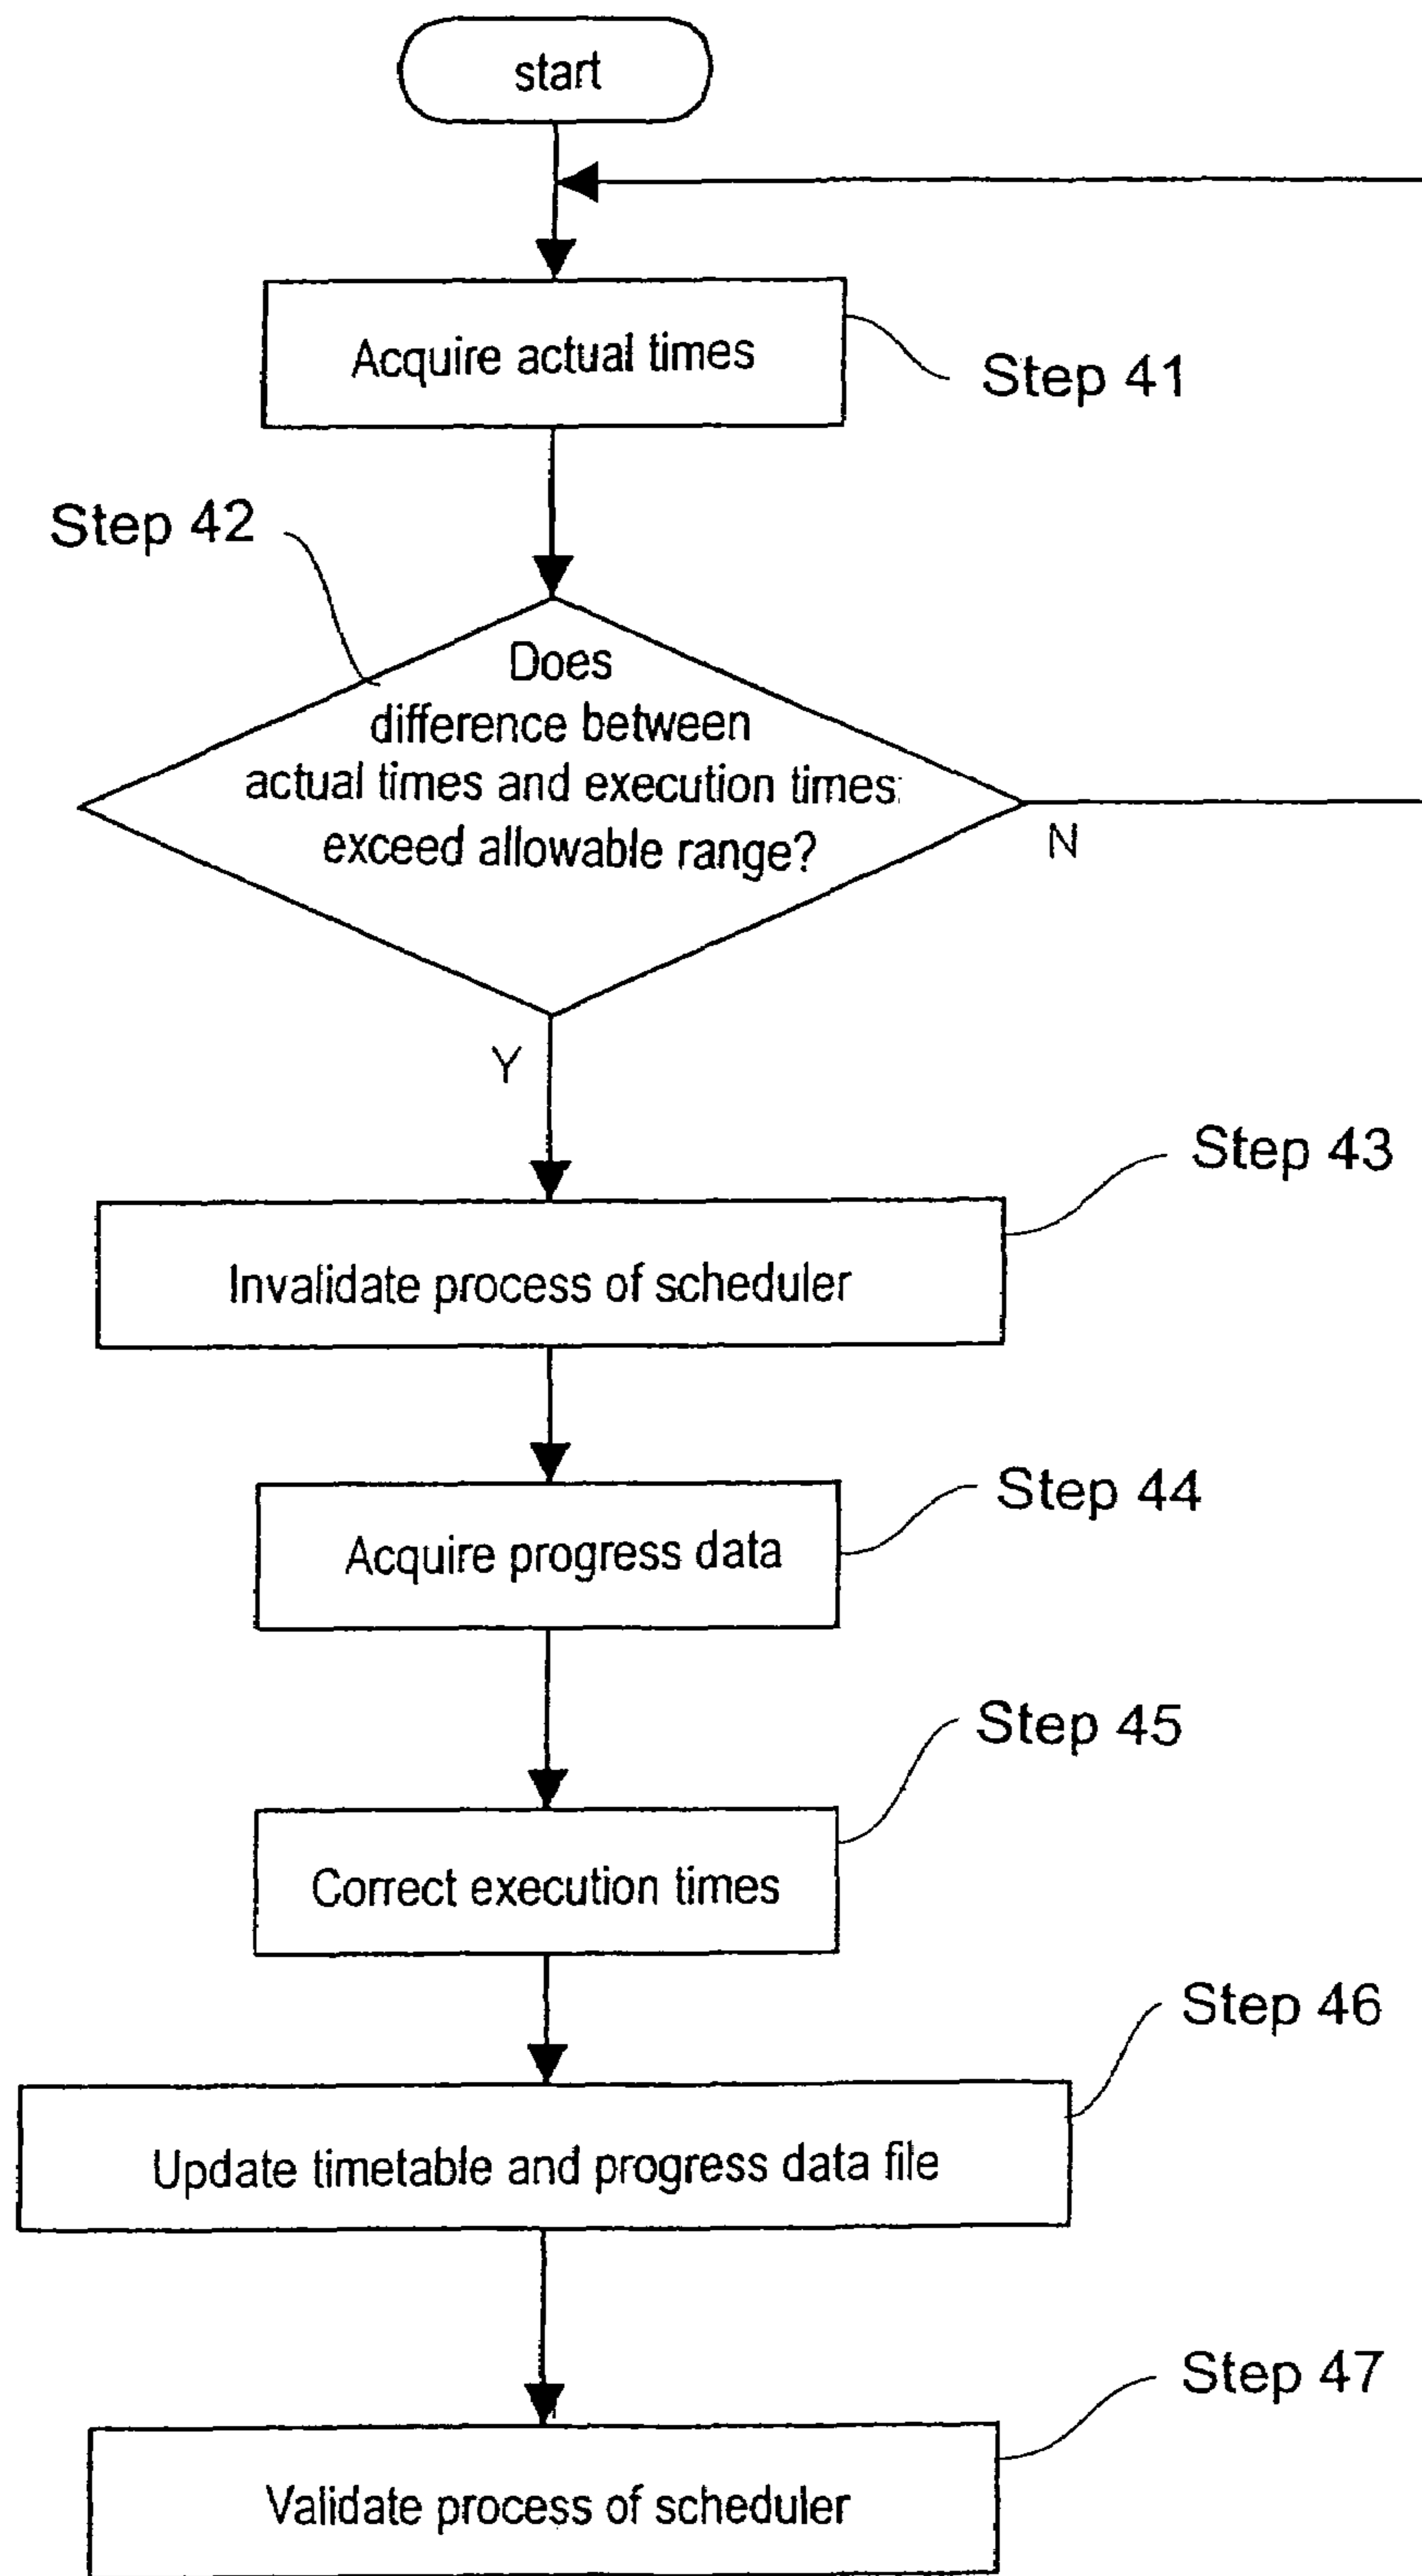 start
Acquire actual times
Step 41
Step 42
Does
difference between
actual times and execution times
exceed allowable range?
N
Y
Step 43
Invalidate process of scheduler
Step 44
Acquire progress data
Step 45
Correct execution times
Step 46
Update timetable and progress data file
Step 47
Validate process of scheduler